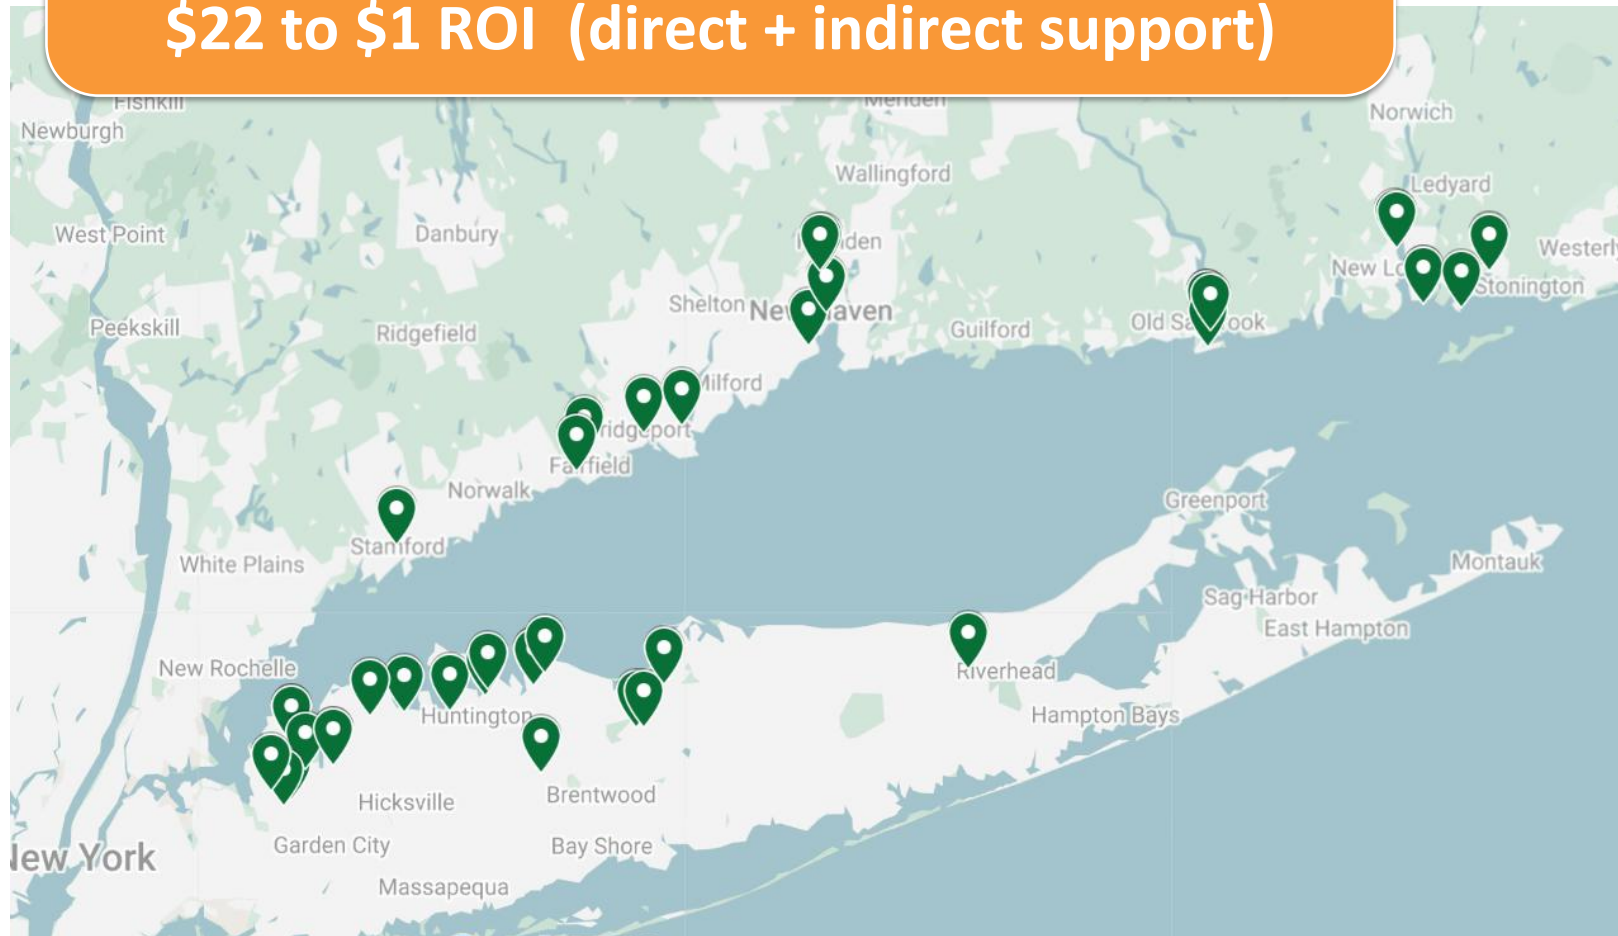 $22 to $1 ROI (direct + indirect support)
Fishkill
Meriden
Newburgh
Norwich
Wallingford
Ledyard
West Point
Danbury
Westerly
Stonington
Shelton
Peekskill
Ridgefield
Guilford
Milford
Fairfield
Norwalk
Greenport
Stamford
White Plains
Montauk
Sag Harbor
East Hampton
New Rochelle
Riverhead
Huntington
Hampton Bays
Hicksville
Brentwood
Garden City
Bay Shore
New York
Massapequa